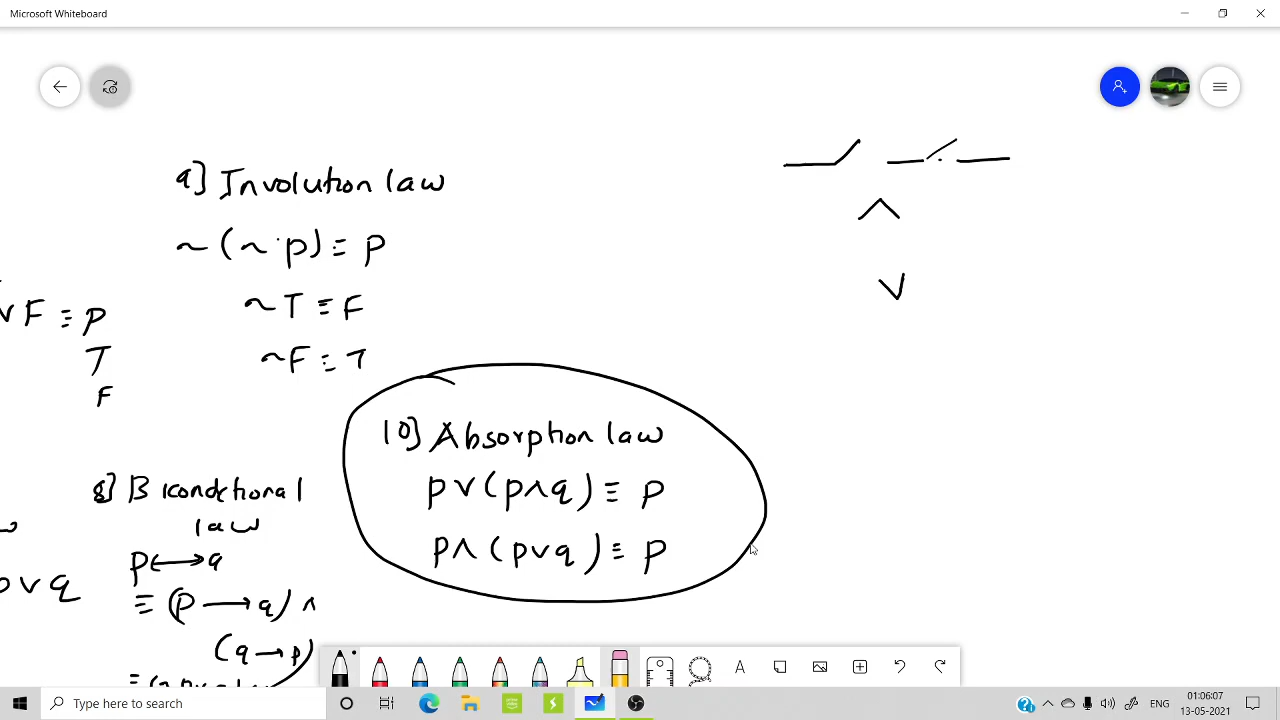 Microsoft Whiteboard
9] Involution law
~(~p) ≡ p
~T ≡ F
~F ≡ T
∨ F ≡ p
T
F
10] Absorption law
p∨(p∧q) ≡ p
p∧(p∨q) ≡ p
8] Biconditional
law
p⟷q
≡ (p ⟶ q) ∧
(q ⟶ p)
p∨q
∧
∨
Type here to search
ENG
01:06:07
13-05-2021